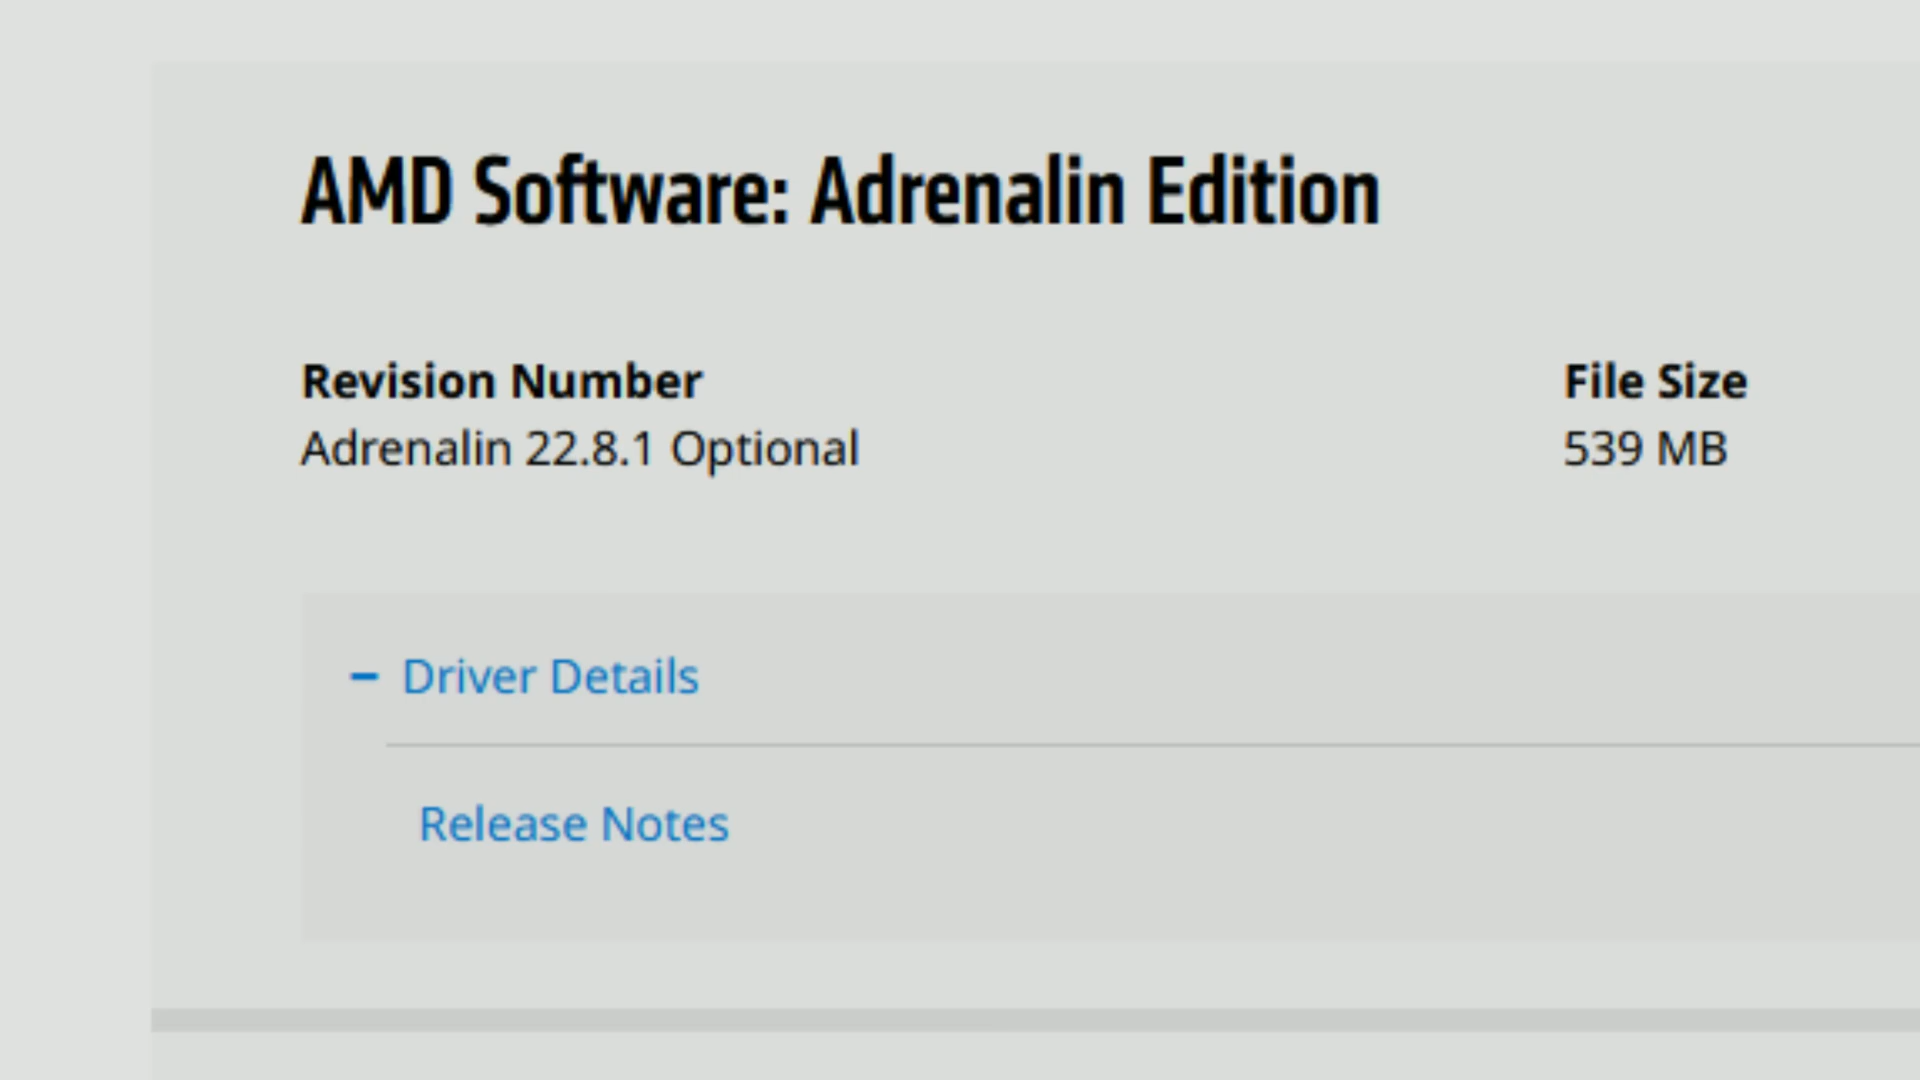 AMD Software: Adrenalin Edition
Revision Number
Adrenalin 22.8.1 Optional
File Size
539 MB
– Driver Details
Release Notes